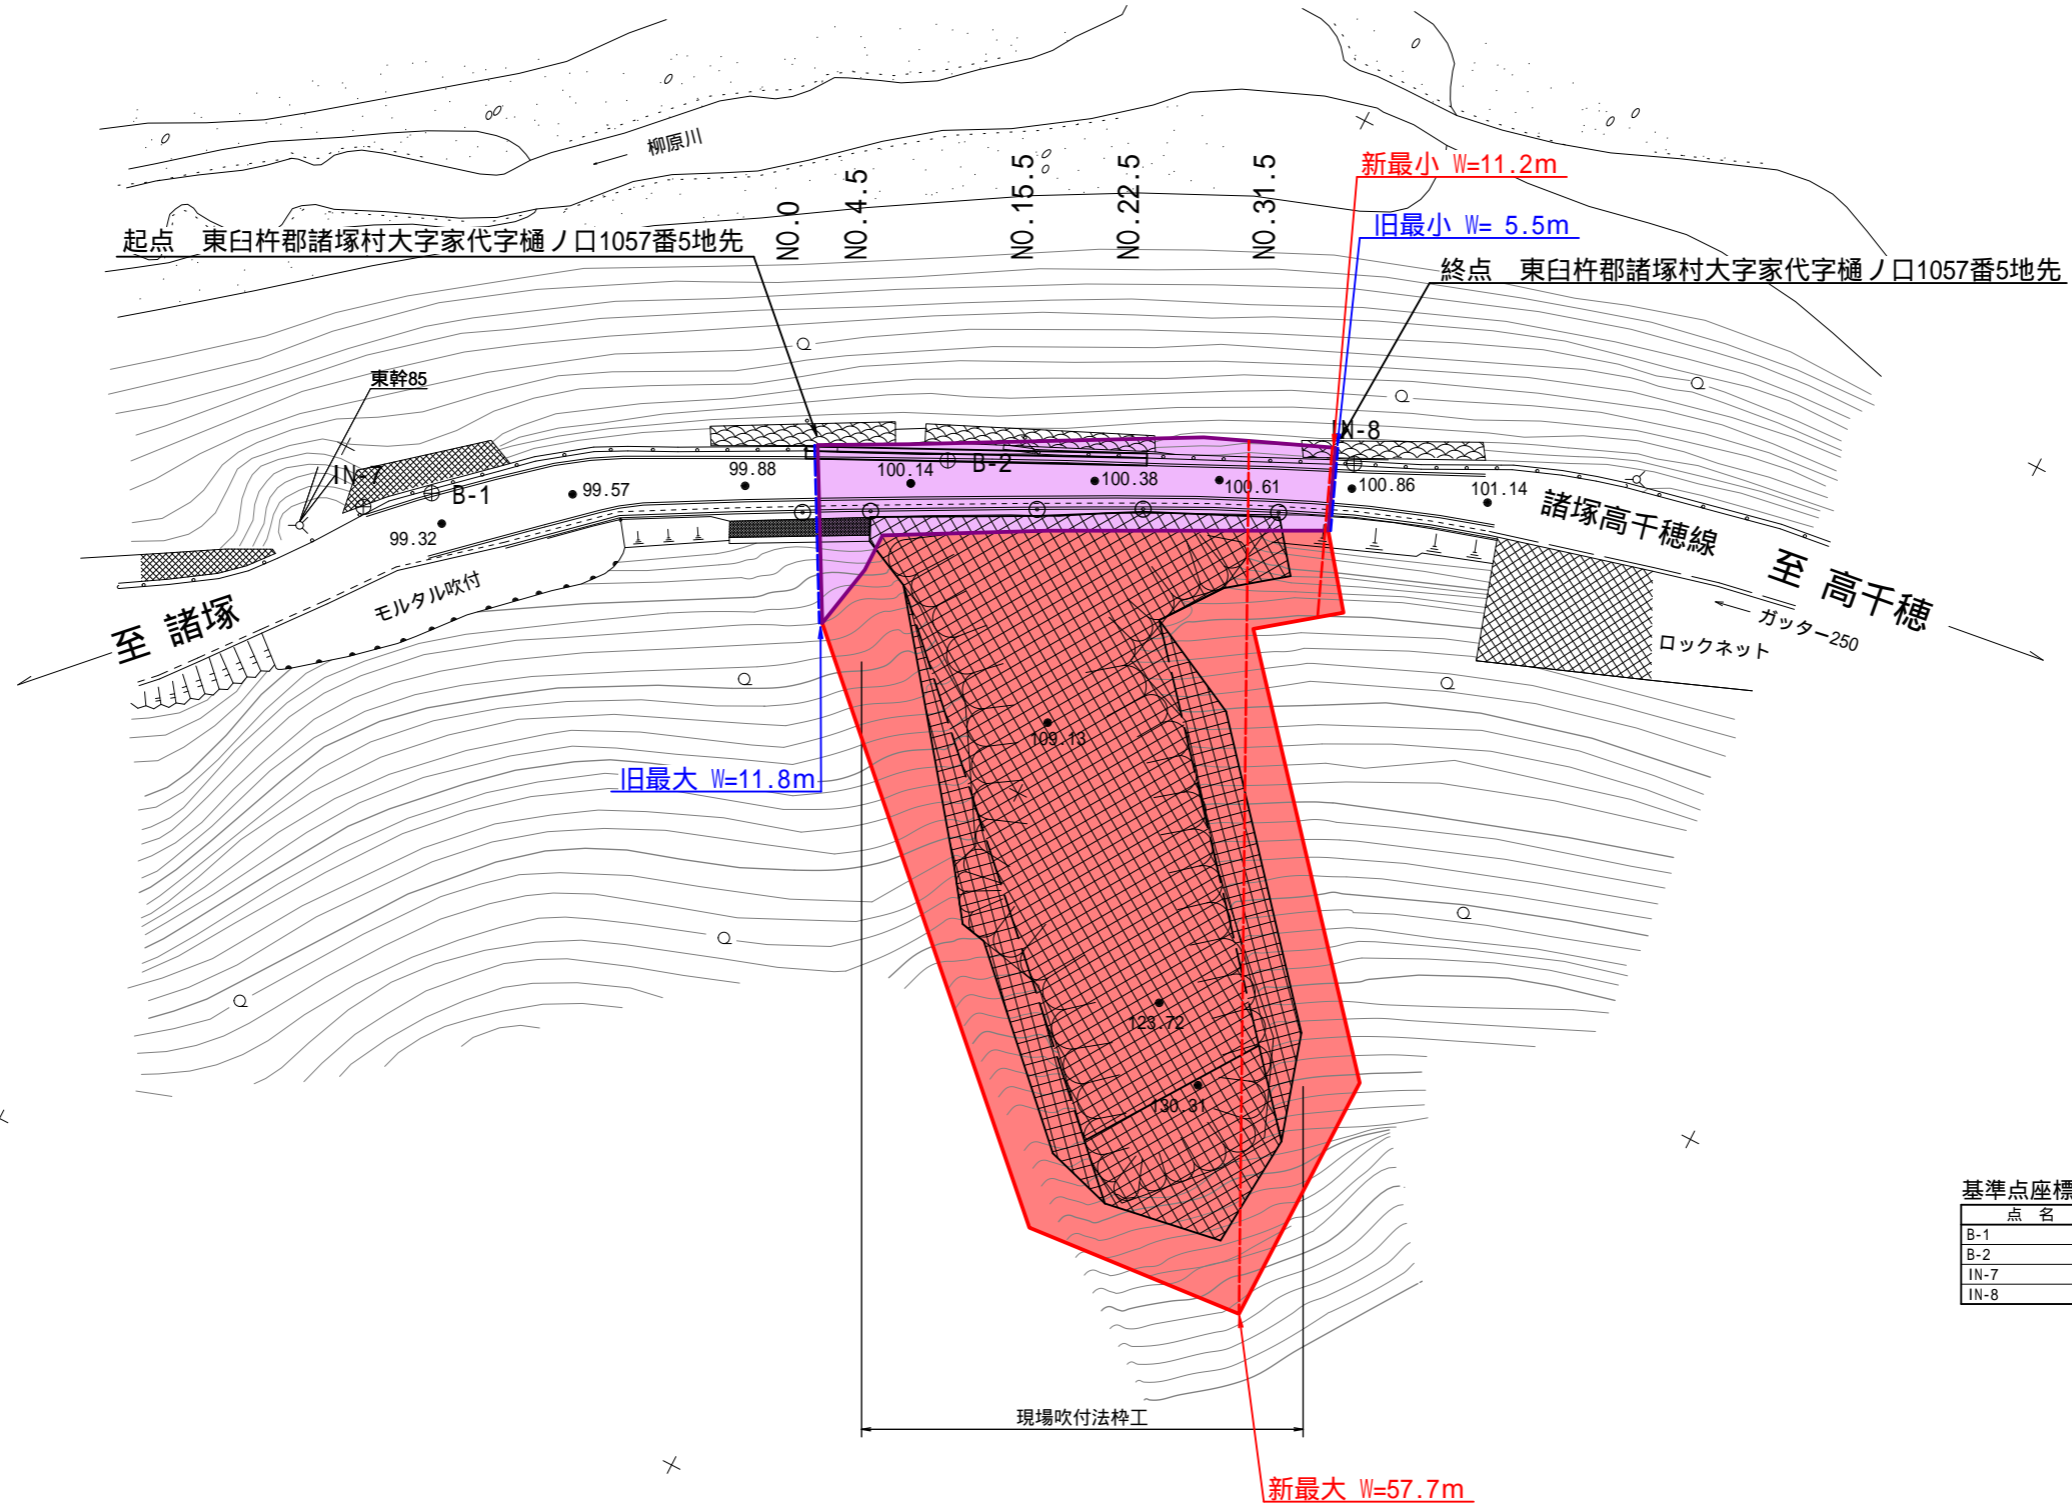 柳原川
新最小 W=11.2m
旧最小 W= 5.5m
起点 東臼杵郡諸塚村大字家代字樋ノ口1057番5地先
NO.0
NO.4.5
NO.15.5
NO.22.5
NO.31.5
終点 東臼杵郡諸塚村大字家代字樋ノ口1057番5地先
東幹85
IN-7
B-1
B-2
IN-8
99.32
99.57
99.88
100.14
100.38
100.61
100.86
101.14
諸塚高千穂線
至 高千穂
至 諸塚
モルタル吹付
ガッター250
ロックネット
109.13
旧最大 W=11.8m
123.72
130.31
基準点座標
点 名
B-1
B-2
IN-7
IN-8
現場吹付法枠工
新最大 W=57.7m